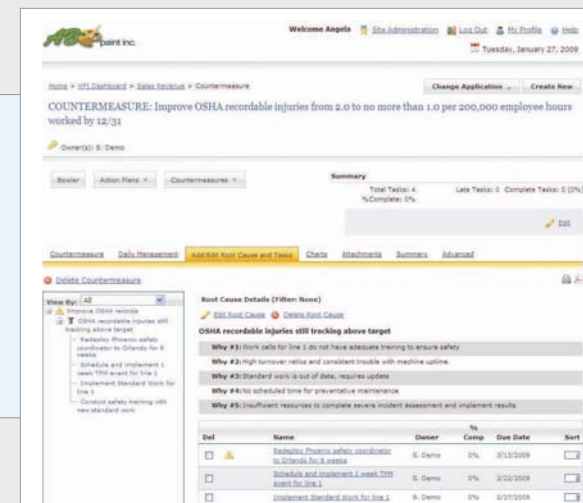 paint inc.
Welcome Angela Site Administration Log Out My Profile Help
Tuesday, January 27, 2009
Home > KPI Dashboard > Sales Revenue > Countermeasure
Change Application Create New
COUNTERMEASURE: Improve OSHA recordable injuries from 2.0 to no more than 1.0 per 200,000 employee hours
worked by 12/31
Owner(s): S. Demo
Bowler Action Plans Countermeasures
Summary
Total Tasks: 4 Late Tasks: 0 Complete Tasks: 0 (0%)
%Complete: 0%
Edit
Countermeasure Daily Management Add/Edit Root Cause and Tasks Charts Attachments Summary Advanced
Delete Countermeasure
View By: All
Improve OSHA records
OSHA recordable injuries still
tracking above target
Redeploy Phoenix safety
coordinator to Orlando for 6
weeks
Schedule and implement 1
week TPM event for line 1
Implement Standard Work for
line 1
Conduct safety training with
new standard work
Root Cause Details (Filter: None)
Edit Root Cause Delete Root Cause
OSHA recordable injuries still tracking above target
Why #1: Work cells for line 1 do not have adequate training to ensure safety
Why #2: High turnover ratios and consistent trouble with machine uptime
Why #3: Standard work is out of date, requires update
Why #4: No scheduled time for preventative maintenance
Why #5: Insufficient resources to complete severe incident assessment and implement results
Del Name Owner % Comp Due Date Sort
Redeploy Phoenix safety coordinator
to Orlando for 6 weeks S. Demo 0% 3/13/2009
Schedule and implement 1 week TPM
event for line 1 S. Demo 0% 2/22/2009
Implement Standard Work for line 1 S. Demo 0% 2/27/2009